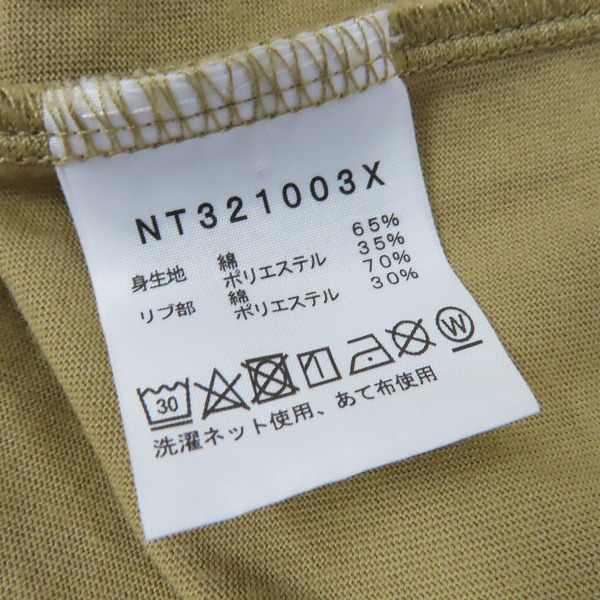 NT321003X
身生地 綿 65%
ポリエステル 35%
リブ部 綿 70%
ポリエステル 30%
30 W
洗濯ネット使用、あて布使用